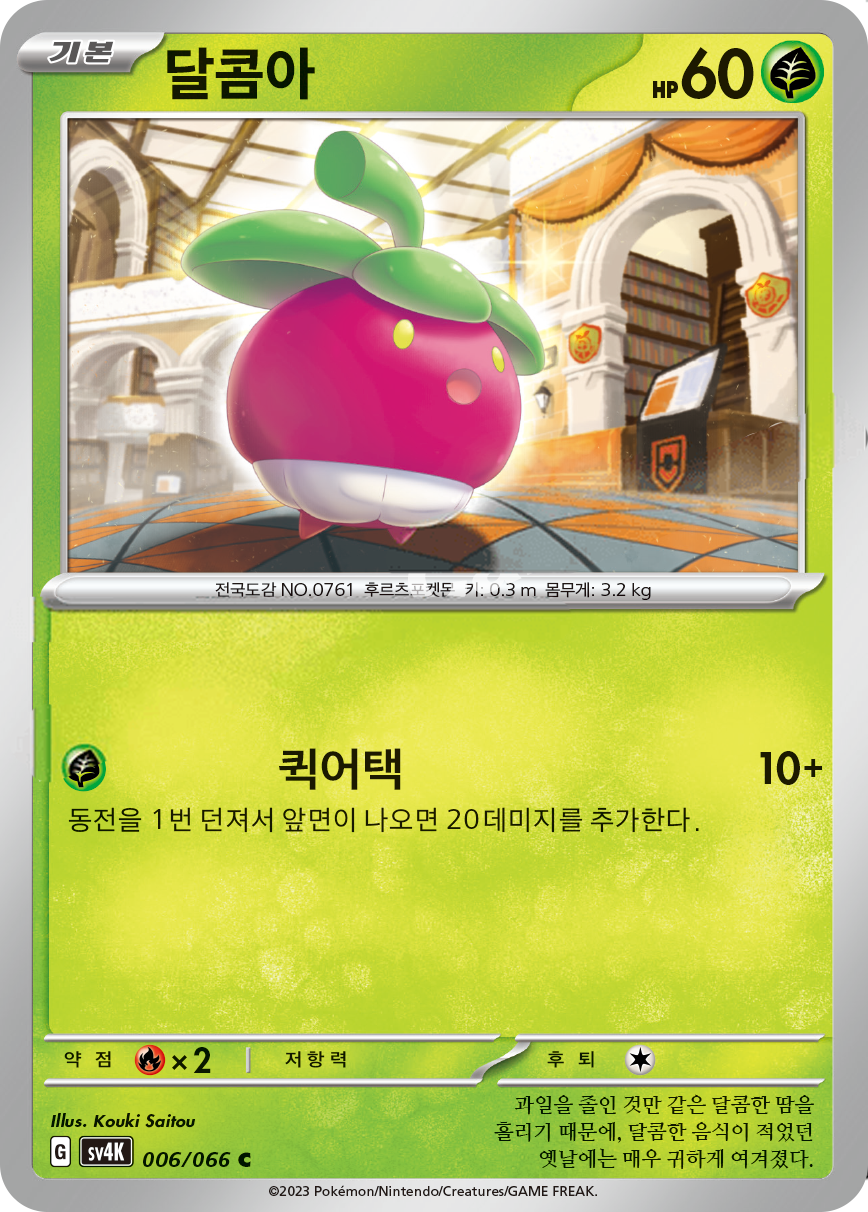 기본 달콤아 HP 60
전국도감 NO.0761 후르츠포켓몬 키: 0.3 m 몸무게: 3.2 kg
퀵어택 10+
동전을 1번 던져서 앞면이 나오면 20데미지를 추가한다.
약점 ×2 저항력 후퇴
과일을 졸인 것만 같은 달콤한 땀을
흘리기 때문에, 달콤한 음식이 적었던
옛날에는 매우 귀하게 여겨졌다.
Illus. Kouki Saitou
G sv4K 006/066 C
©2023 Pokémon/Nintendo/Creatures/GAME FREAK.